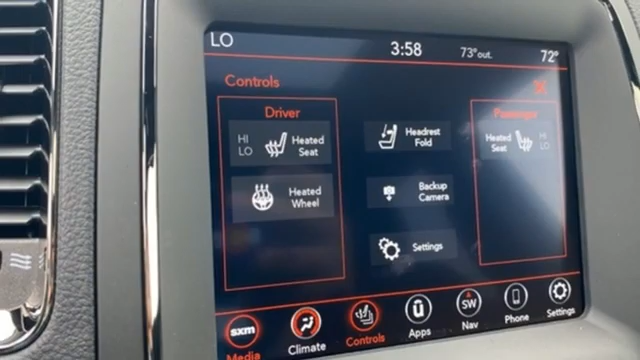 LO 3:58 73°out. 72°
Controls
Driver
Passenger
HI
LO
Heated
Seat
Headrest
Fold
Heated
Seat
HI
LO
Heated
Wheel
Backup
Camera
Settings
sxm
SW
Media
Climate
Controls
Apps
Nav
Phone
Settings